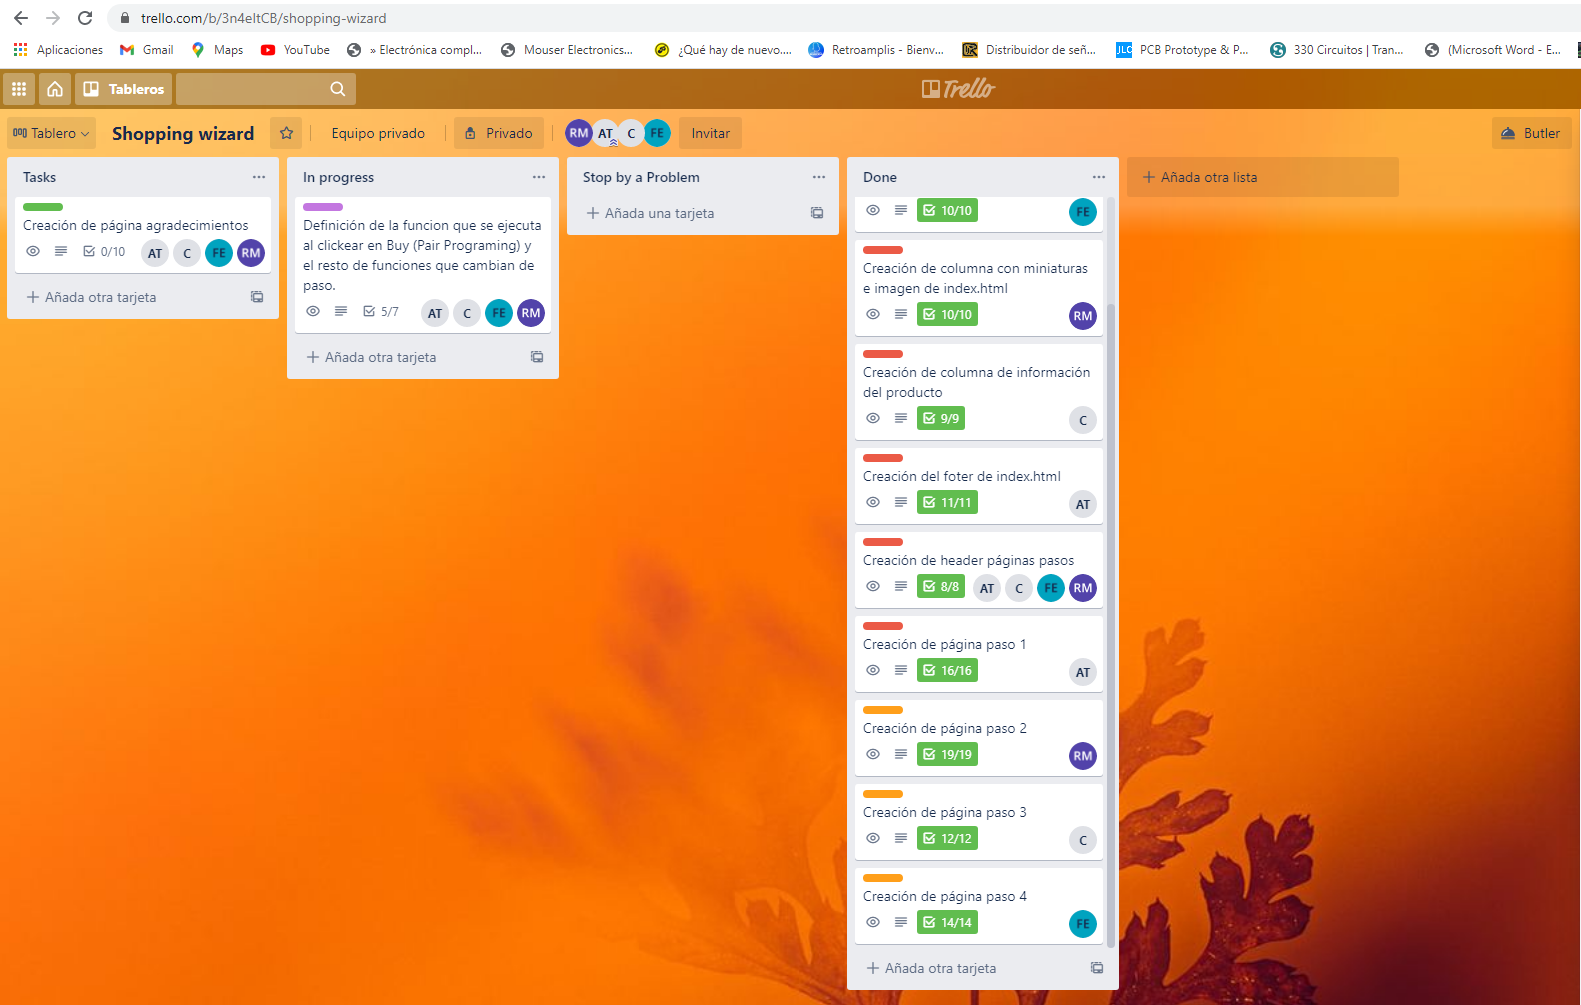 trello.com/b/3n4eItCB/shopping-wizard
Aplicaciones
Gmail
Maps
YouTube
» Electrónica compl...
Mouser Electronics...
¿Qué hay de nuevo....
Retroamplis - Bienv...
Distribuidor de señ...
JLC PCB Prototype & P...
330 Circuitos | Tran...
(Microsoft Word - E...
Tableros
Trello
Tablero
Shopping wizard
Equipo privado
Privado
RM AT C FE
Invitar
Butler
Tasks
Creación de página agradecimientos
0/10 AT C FE RM
+ Añada otra tarjeta
In progress
Definición de la funcion que se ejecuta
al clickear en Buy (Pair Programing) y
el resto de funciones que cambian de
paso.
5/7 AT C FE RM
+ Añada otra tarjeta
Stop by a Problem
+ Añada una tarjeta
Done
10/10 FE
Creación de columna con miniaturas
e imagen de index.html
10/10 RM
Creación de columna de información
del producto
9/9 C
Creación del foter de index.html
11/11 AT
Creación de header páginas pasos
8/8 AT C FE RM
Creación de página paso 1
16/16 AT
Creación de página paso 2
19/19 RM
Creación de página paso 3
12/12 C
Creación de página paso 4
14/14 FE
+ Añada otra tarjeta
+ Añada otra lista